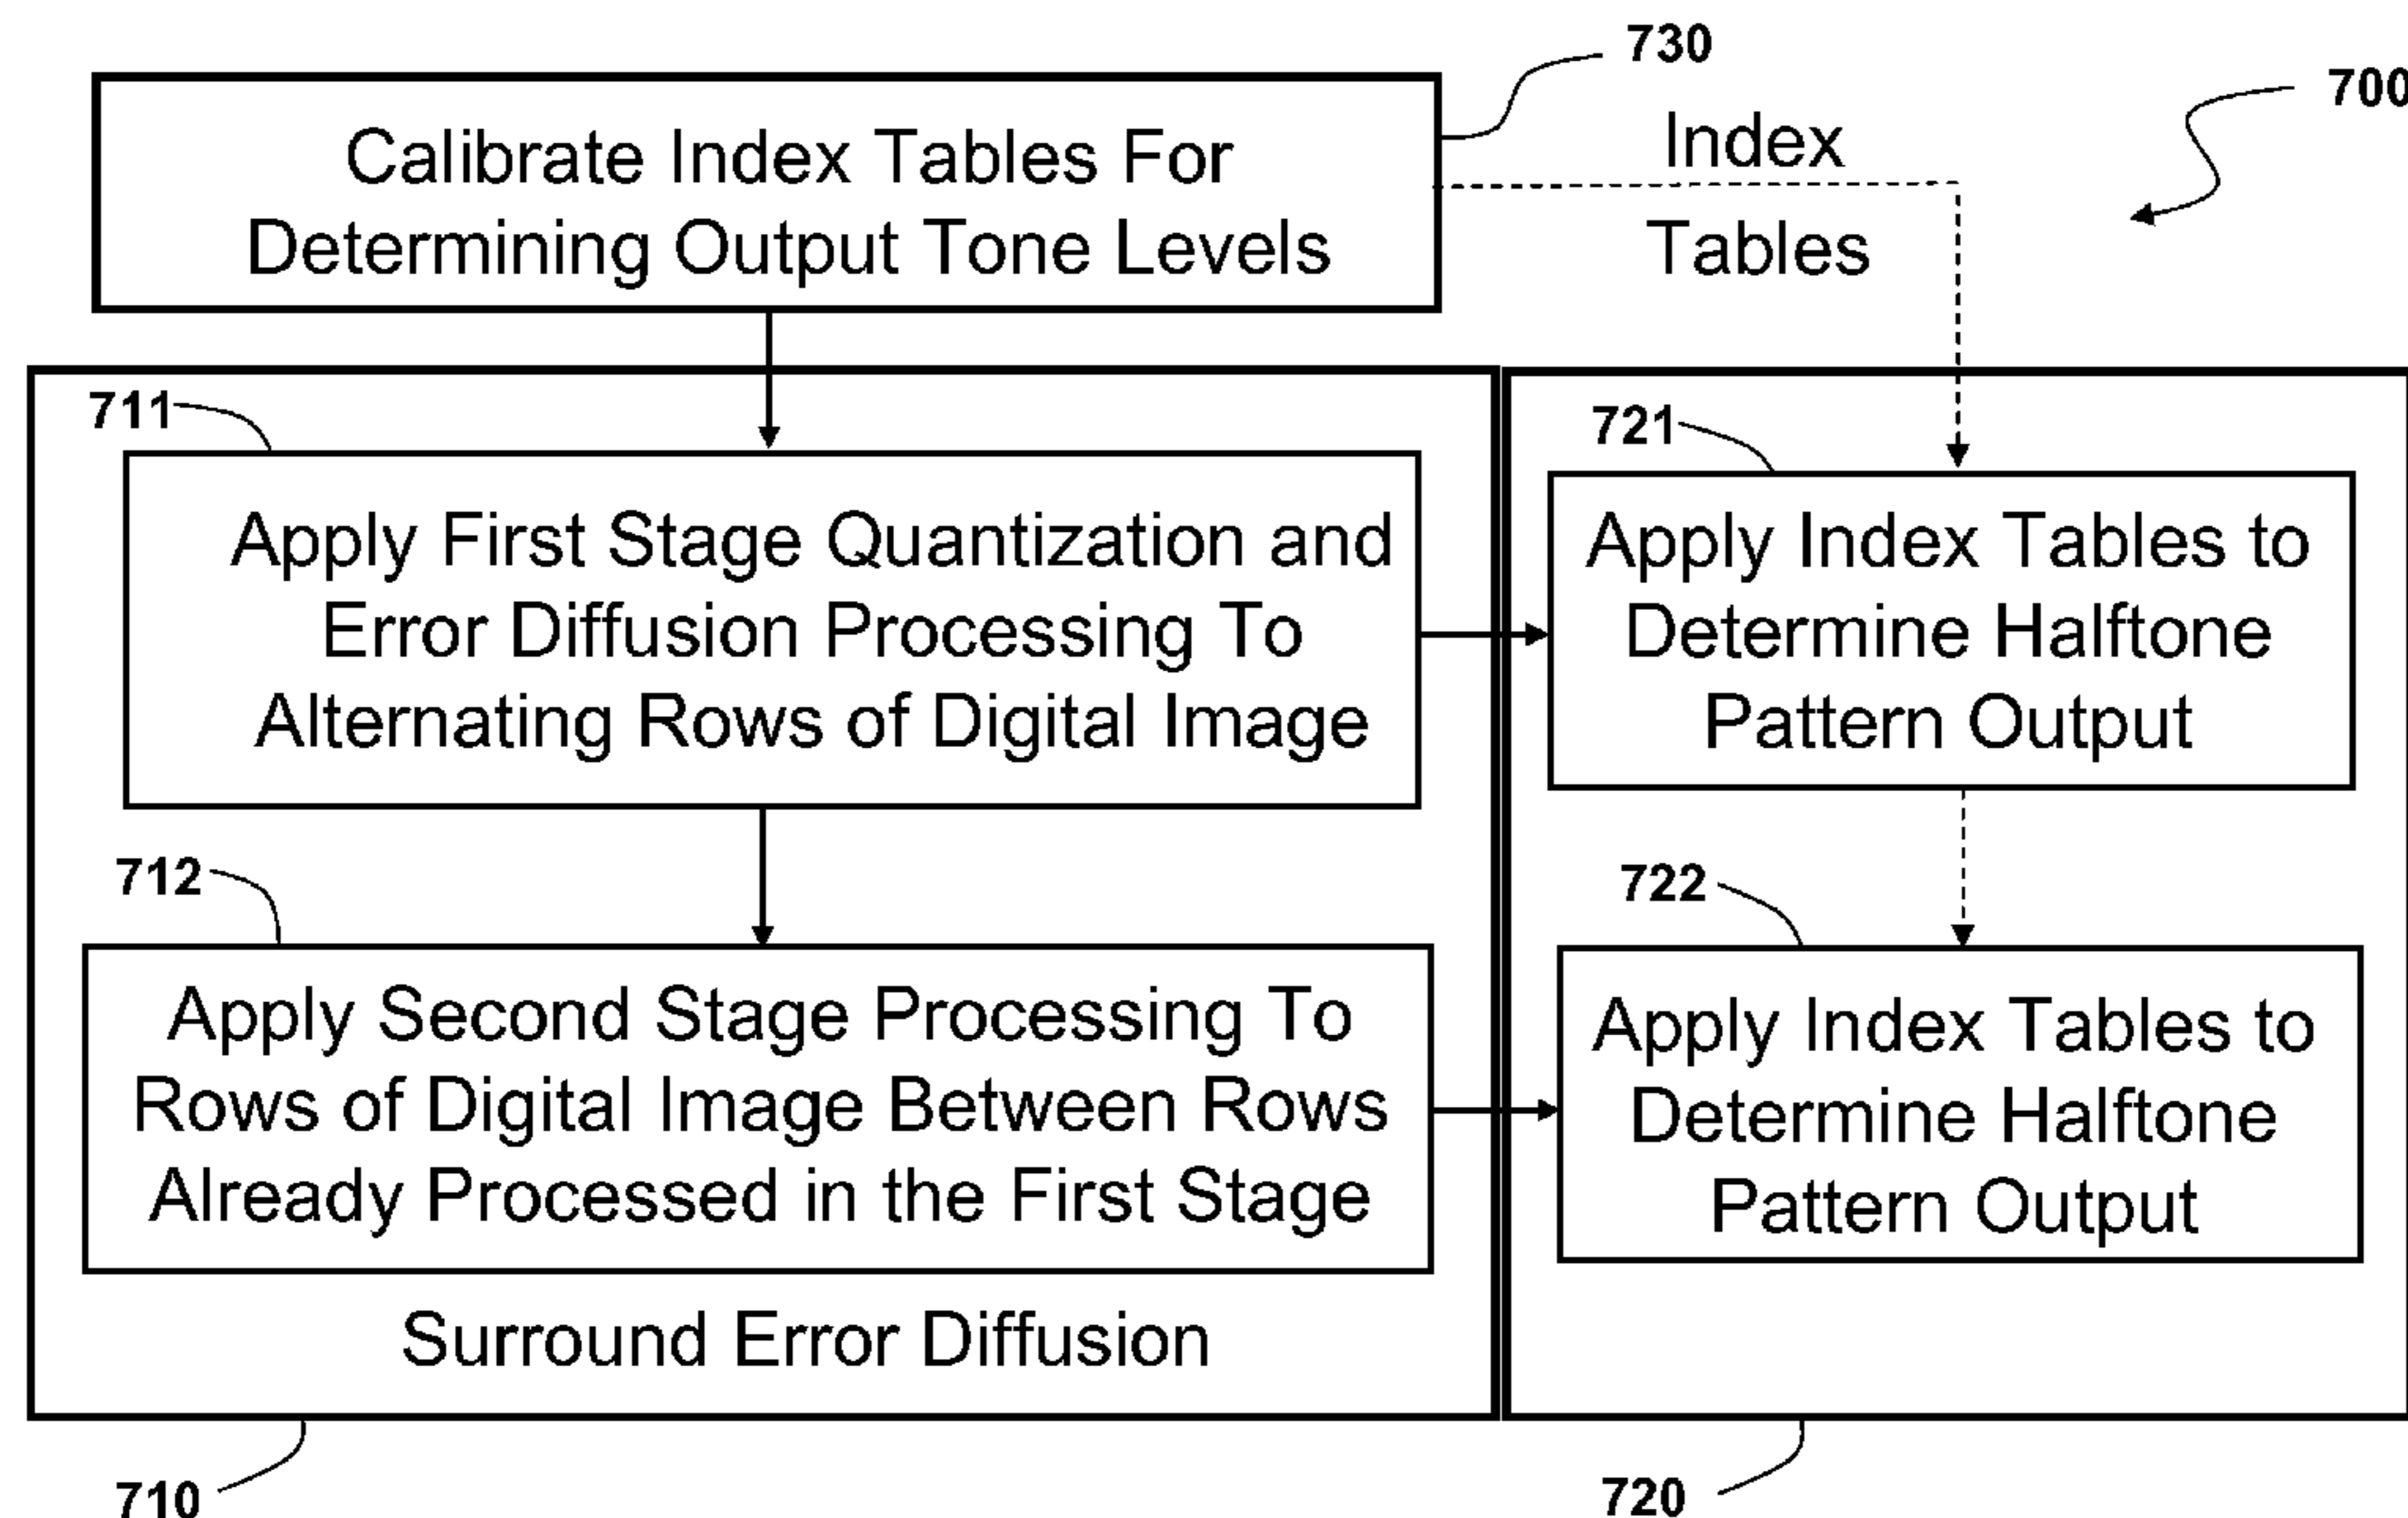 730
700
Calibrate Index Tables For
Determining Output Tone Levels
Index
Tables
711
Apply First Stage Quantization and
Error Diffusion Processing To
Alternating Rows of Digital Image
721
Apply Index Tables to
Determine Halftone
Pattern Output
712
Apply Second Stage Processing To
Rows of Digital Image Between Rows
Already Processed in the First Stage
722
Apply Index Tables to
Determine Halftone
Pattern Output
Surround Error Diffusion
710
720